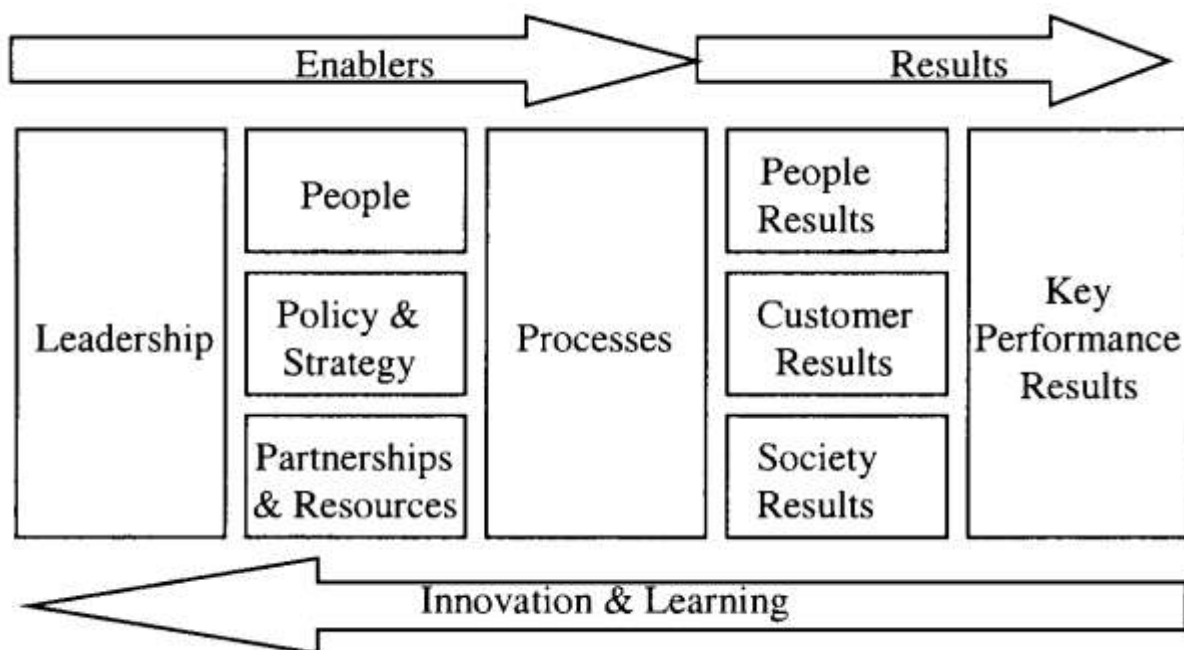 Enablers
Results
Leadership
People
Policy &
Strategy
Partnerships
& Resources
Processes
People
Results
Customer
Results
Society
Results
Key
Performance
Results
Innovation & Learning